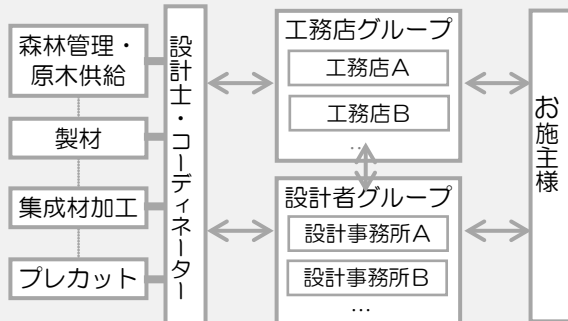 森林管理・
原木供給
製材
集成材加工
プレカット
設計士・コーディネーター
工務店グループ
工務店A
工務店B
…
設計者グループ
設計事務所A
設計事務所B
…
お施主様